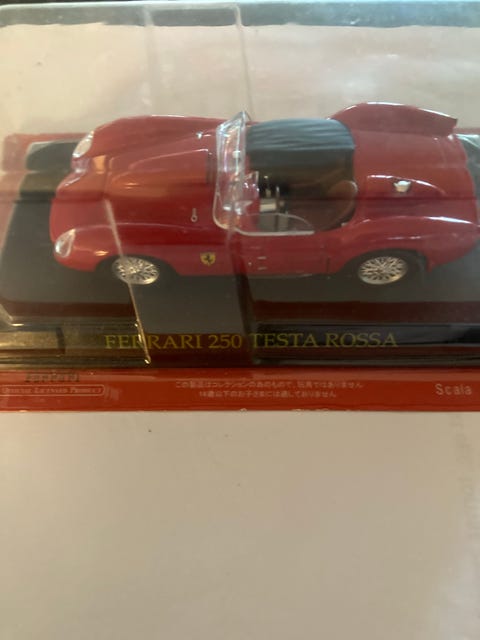 FERRARI 250 TESTA ROSSA
Ferrari
OFFICIAL LICENSED PRODUCT
この製品はコレクションの為のもので、玩具ではありません
14歳以下のお子さまには適しておりません
Scala